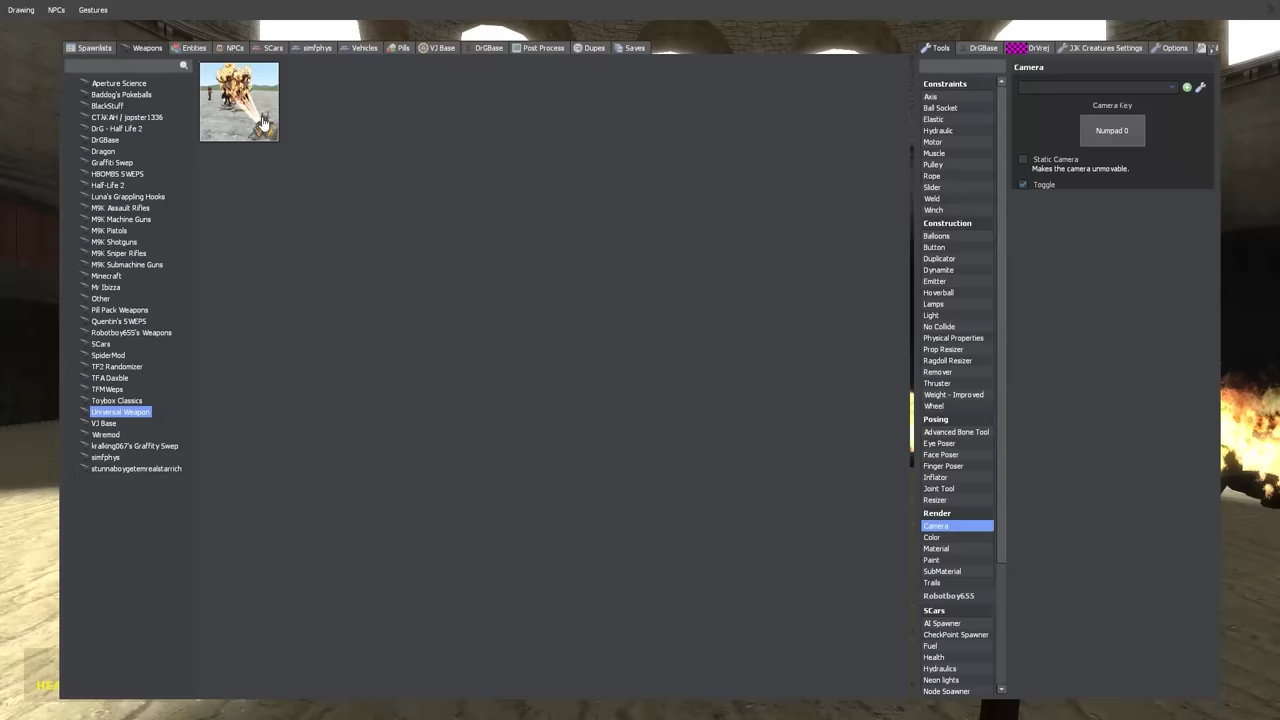 Drawing NPCs Gestures
Spawnlists Weapons Entities NPCs SCars simfphys Vehicles Pills VJ Base DrGBase Post Process Dupes Saves
Aperture Science
Baddog's Pokeballs
BlackStuff
DrG - Half Life 2
DrGBase
Dragon
Graffiti Swep
HBOMBS SWEPS
Half-Life 2
Luna's Grappling Hooks
M9K Assault Rifles
M9K Machine Guns
M9K Pistols
M9K Shotguns
M9K Sniper Rifles
M9K Submachine Guns
Minecraft
Mr Ibizza
Other
Pill Pack Weapons
Quentin's SWEPS
Robotboy655's Weapons
SCars
SpiderMod
TF2 Randomizer
TFA Daxble
TFMWeps
Toybox Classics
Universal Weapon
VJ Base
Wiremod
kralking067's Graffity Swep
simfphys
stunnaboygetemrealstarrich
Tools DrGBase DrVrej JJK Creatures Settings Options
Constraints
Axis
Ball Socket
Elastic
Hydraulic
Motor
Muscle
Pulley
Rope
Slider
Weld
Winch
Construction
Balloons
Button
Duplicator
Dynamite
Emitter
Hoverball
Lamps
Light
No Collide
Physical Properties
Prop Resizer
Ragdoll Resizer
Remover
Thruster
Weight - Improved
Wheel
Posing
Advanced Bone Tool
Eye Poser
Face Poser
Finger Poser
Inflator
Joint Tool
Resizer
Render
Camera
Color
Material
Paint
SubMaterial
Trails
Robotboy655
SCars
AI Spawner
CheckPoint Spawner
Fuel
Health
Hydraulics
Neon lights
Node Spawner
Camera
Camera Key
Numpad 0
Static Camera
Makes the camera unmovable.
Toggle